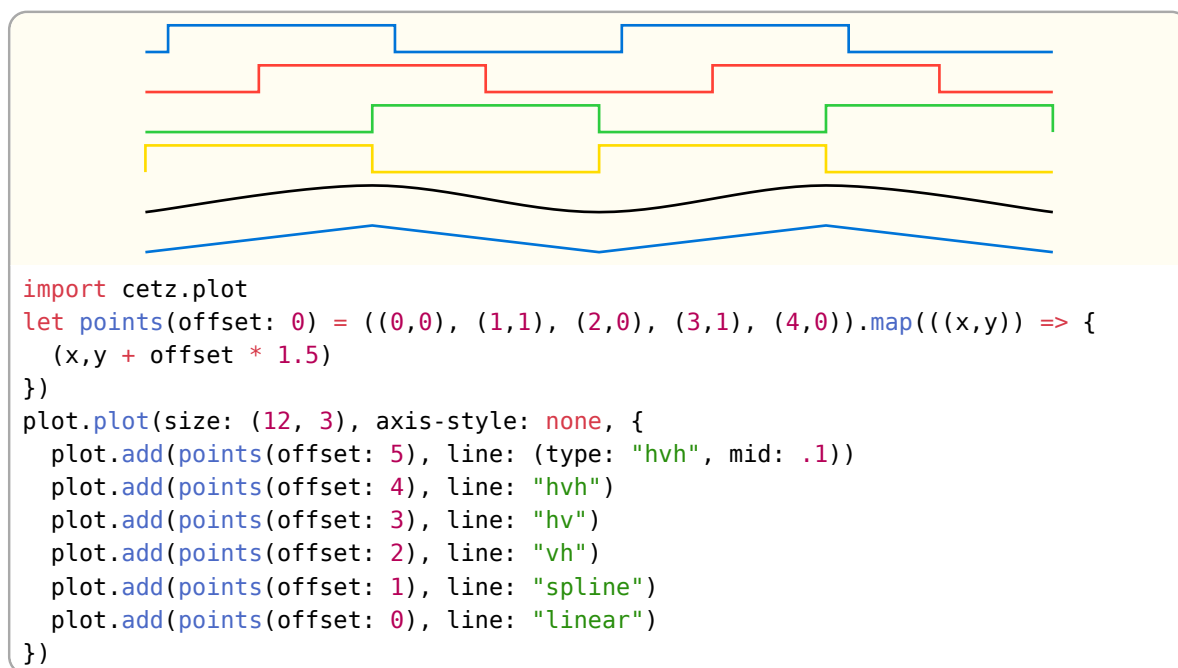 import cetz.plot
let points(offset: 0) = ((0,0), (1,1), (2,0), (3,1), (4,0)).map(((x,y)) => {
  (x,y + offset * 1.5)
})
plot.plot(size: (12, 3), axis-style: none, {
  plot.add(points(offset: 5), line: (type: "hvh", mid: .1))
  plot.add(points(offset: 4), line: "hvh")
  plot.add(points(offset: 3), line: "hv")
  plot.add(points(offset: 2), line: "vh")
  plot.add(points(offset: 1), line: "spline")
  plot.add(points(offset: 0), line: "linear")
})